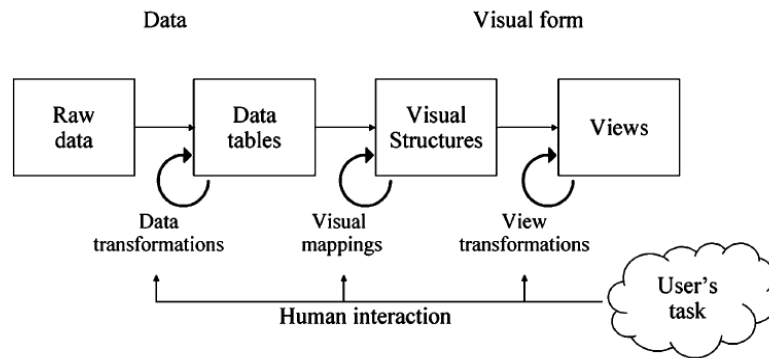 Data
Visual form
Raw
data
Data
tables
Visual
Structures
Views
Data
transformations
Visual
mappings
View
transformations
User's
task
Human interaction